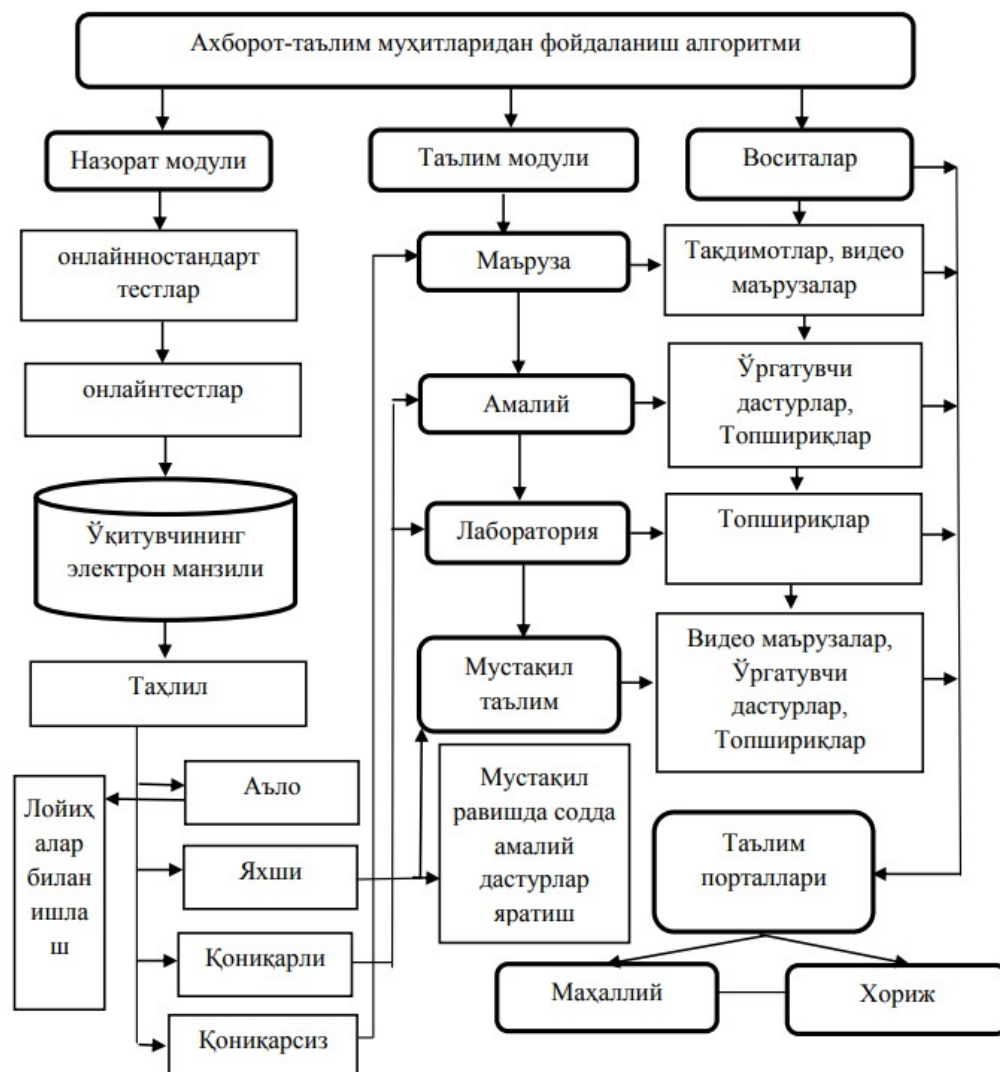 Ахборот-таълим муҳитларидан фойдаланиш алгоритми
Назорат модули
Таълим модули
Воситалар
онлайнностандарт
тестлар
Маъруза
Тақдимотлар, видео
маърузалар
онлайнтестлар
Амалий
Ўргатувчи
дастурлар,
Топшириқлар
Ўқитувчининг
электрон манзили
Лаборатория
Топшириқлар
Таҳлил
Мустақил
таълим
Видео маърузалар,
Ўргатувчи
дастурлар,
Топшириқлар
Аъло
Лойиҳ
алар
билан
ишла
ш
Яхши
Мустақил
равишда содда
амалий
дастурлар
яратиш
Таълим
порталлари
Қониқарли
Маҳаллий
Хориж
Қониқарсиз